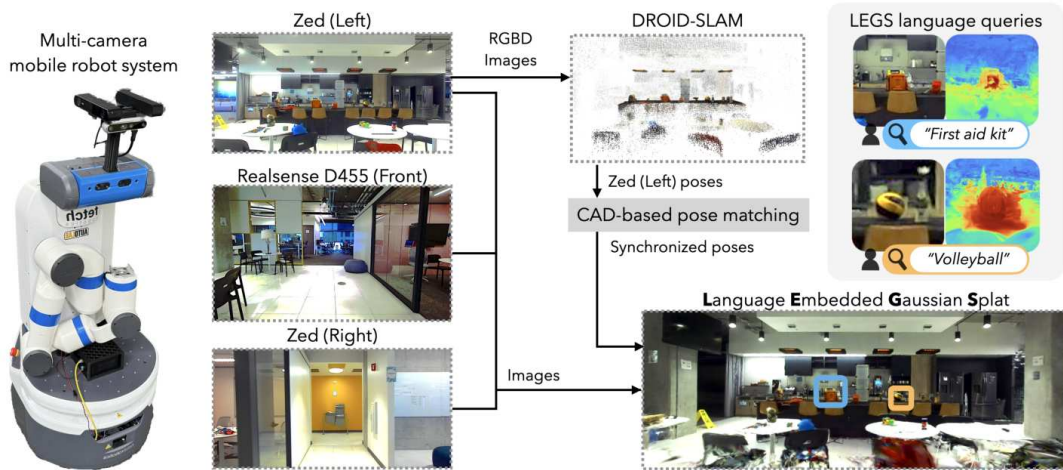 Multi-camera
mobile robot system
fetch
Zed (Left)
Realsense D455 (Front)
Zed (Right)
RGBD
Images
DROID-SLAM
Zed (Left) poses
CAD-based pose matching
Synchronized poses
Images
LEGS language queries
“First aid kit”
“Volleyball”
Language Embedded Gaussian Splat